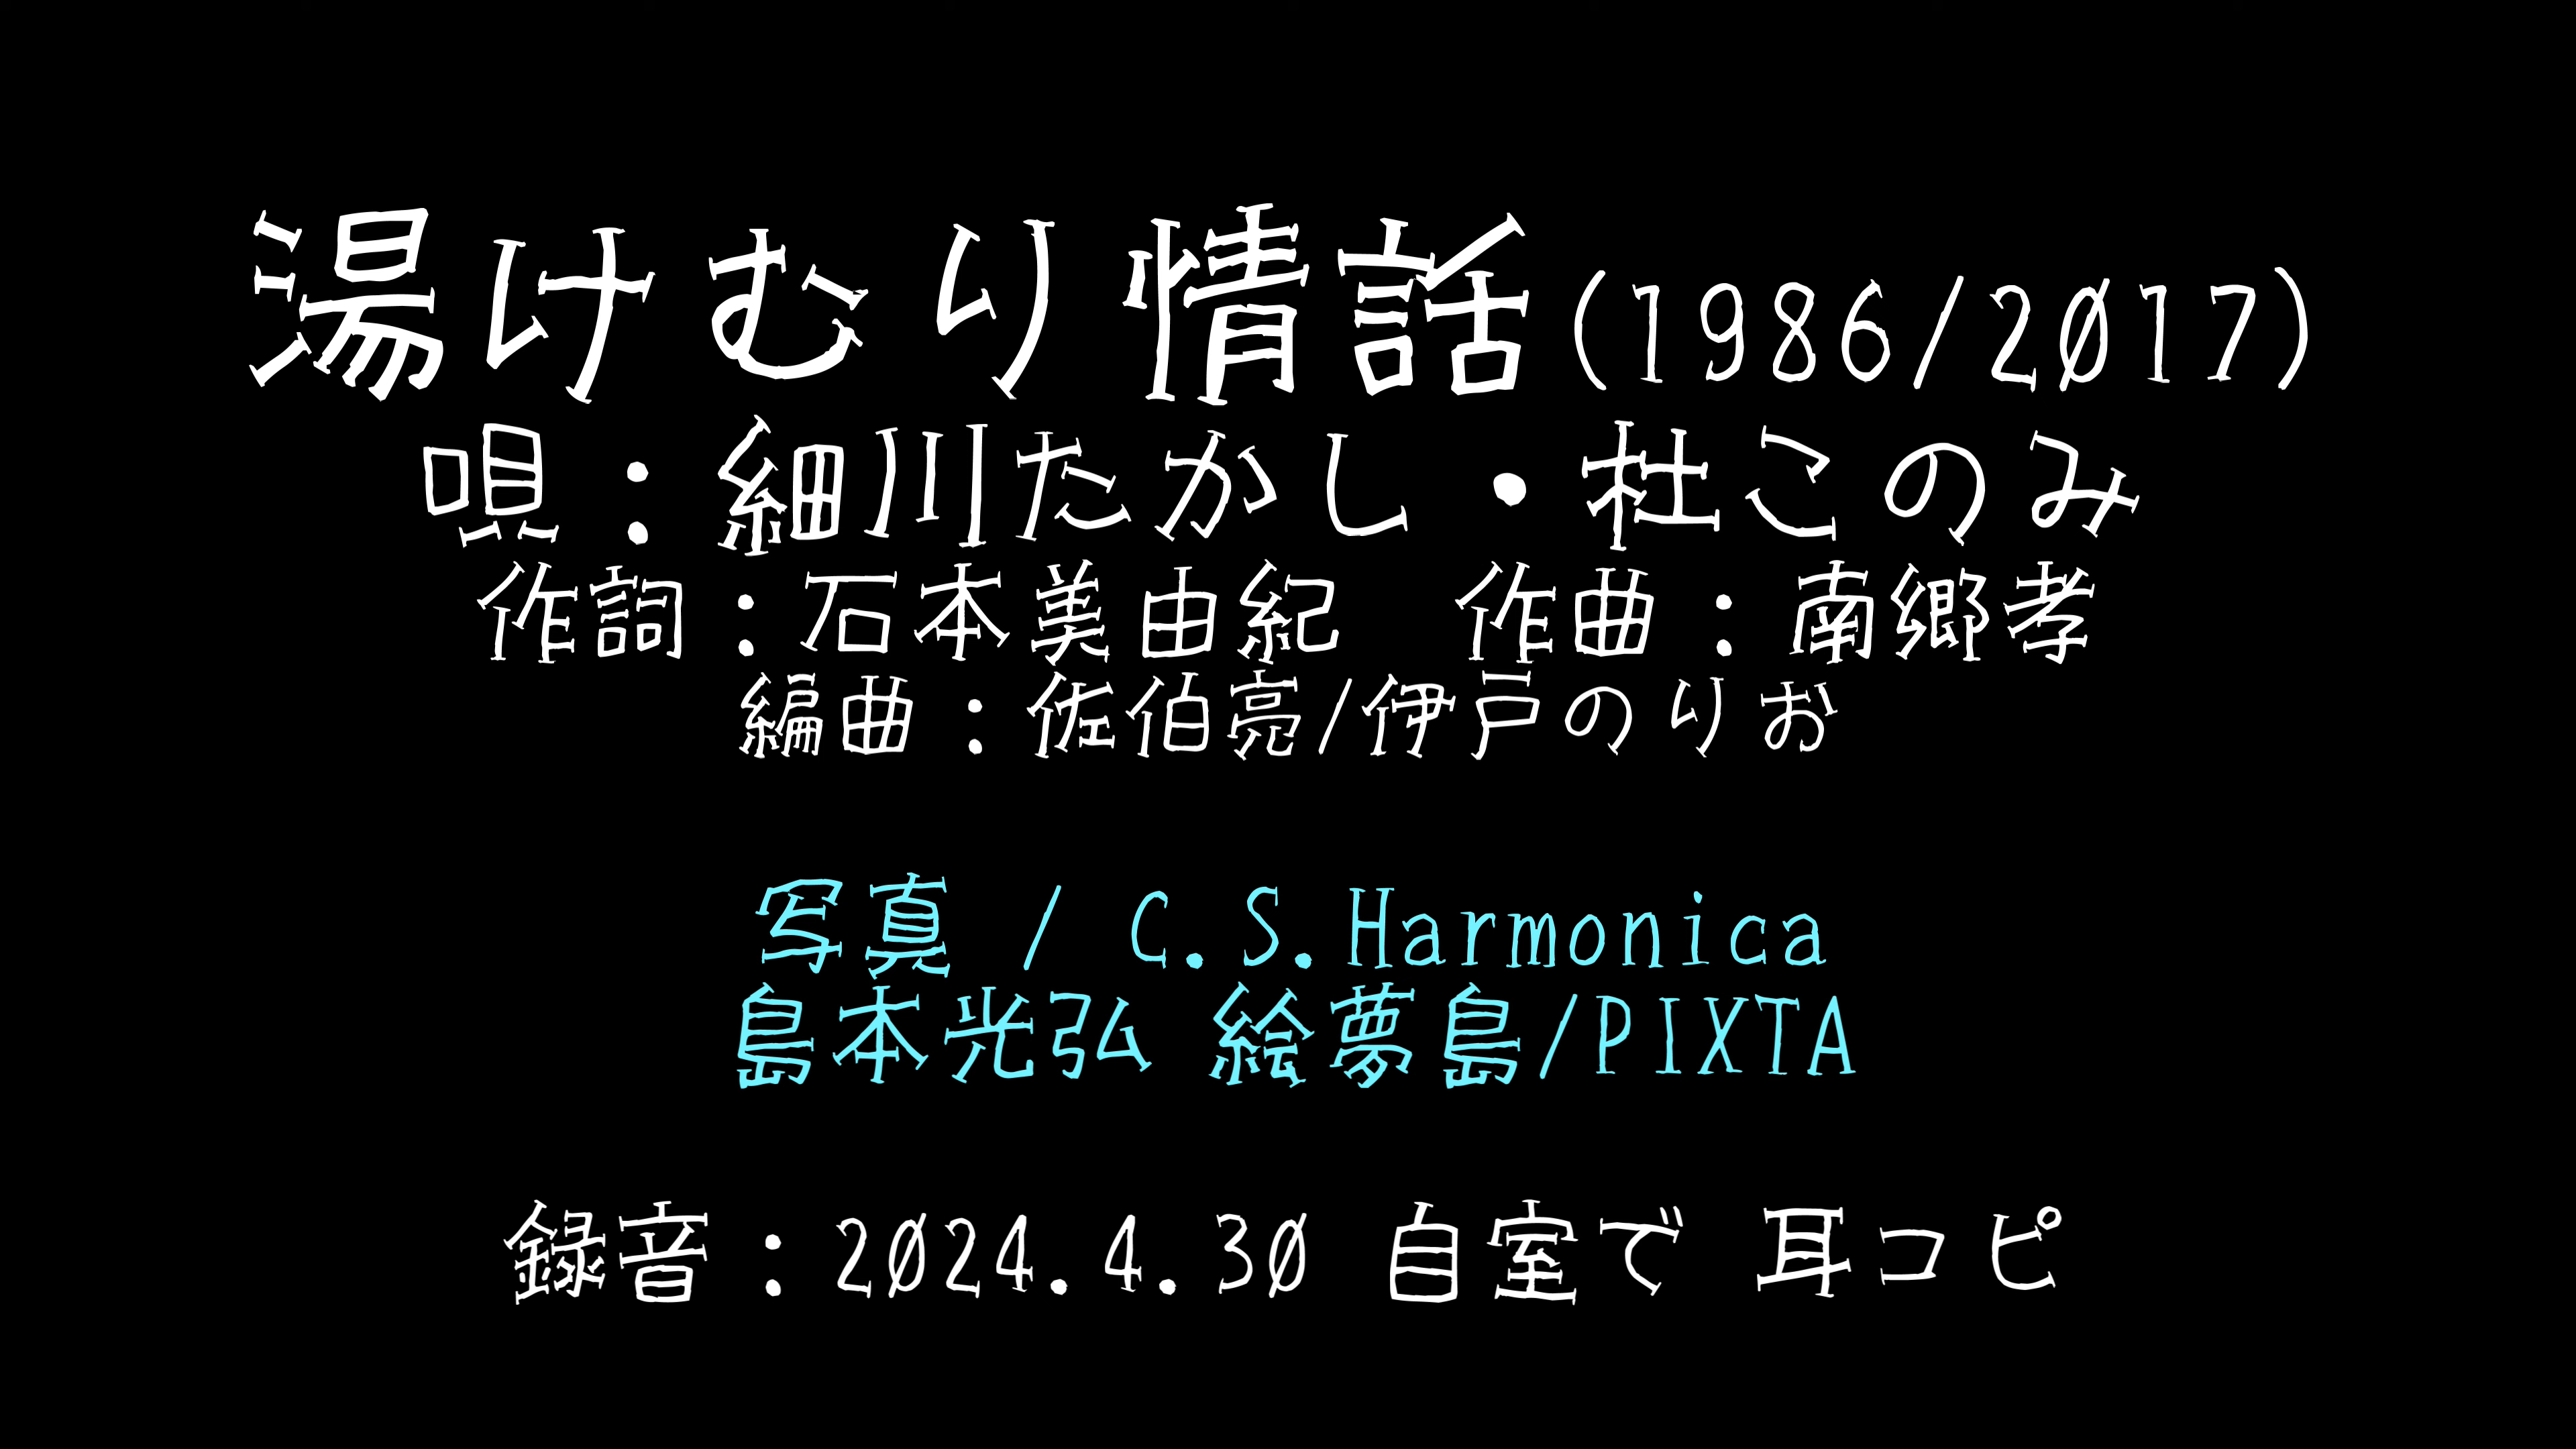 湯けむり情話(1986/2017)
唄：細川たかし・杜このみ
作詞：石本美由紀　作曲：南郷孝
編曲：佐伯亮/伊戸のりお
写真 / C.S.Harmonica
島本光弘 絵夢島/PIXTA
録音：2024.4.30 自室で 耳コピ